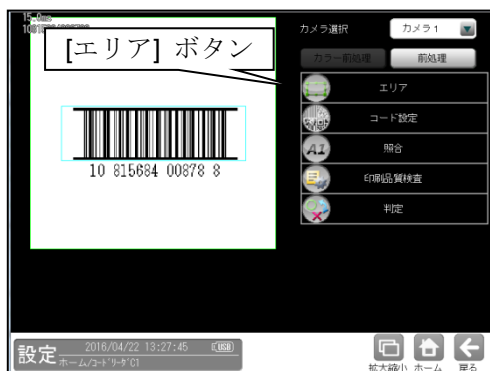 15.0ms
[エリア] ボタン
カメラ選択
カメラ1
カラー前処理
前処理
エリア
コード設定
照合
印刷品質検査
判定
10 815684 00878 8
設定
2016/04/22 13:27:45
USB
ホーム/コードリーダC1
拡大縮小
ホーム
戻る